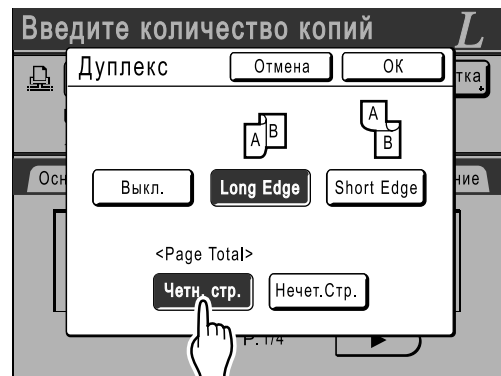 Введите количество копий L
Дуплекс Отмена OK
тка
A B A B
Осн ние
Выкл. Long Edge Short Edge
<Page Total>
Четн. стр. Нечет.Стр.
P. 1/4